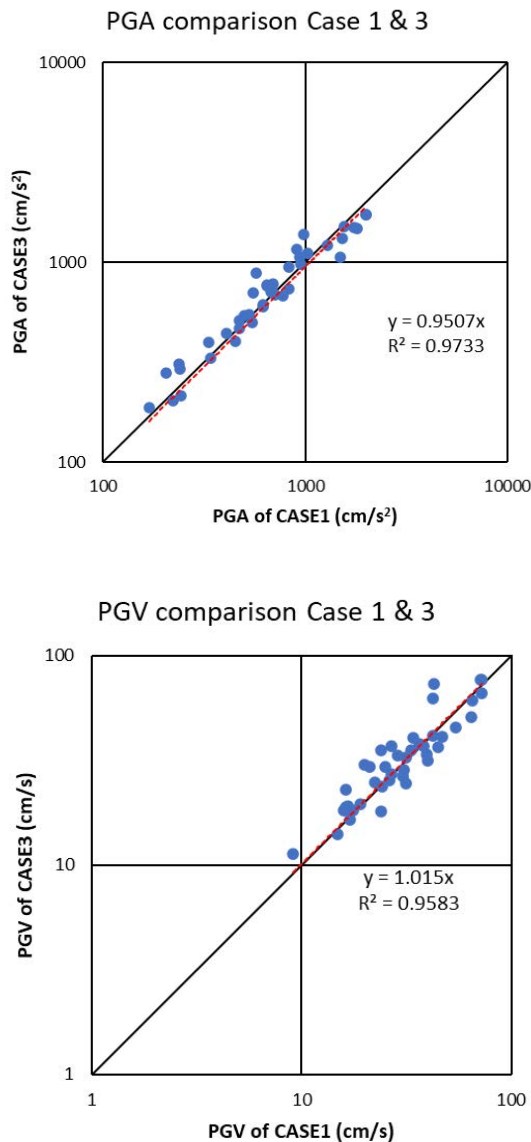 PGA comparison Case 1 & 3
10000
1000
100
PGA of CASE3 (cm/s²)
y = 0.9507x
R² = 0.9733
100
1000
10000
PGA of CASE1 (cm/s²)
PGV comparison Case 1 & 3
100
10
1
PGV of CASE3 (cm/s)
y = 1.015x
R² = 0.9583
1
10
100
PGV of CASE1 (cm/s)